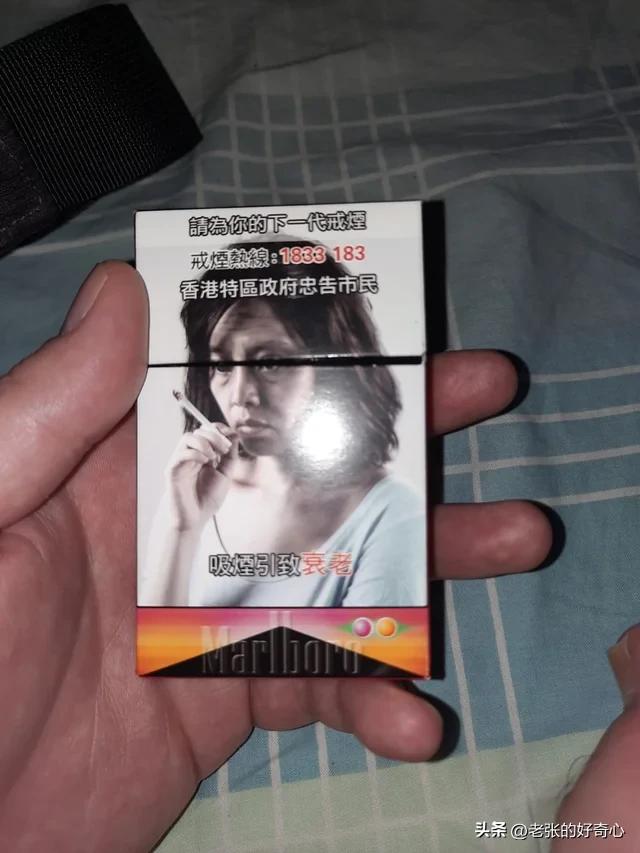 請為你的下一代戒煙
戒煙熱線:1833 183
香港特區政府忠告市民
吸煙引致衰老
Marlboro
头条 @老张的好奇心